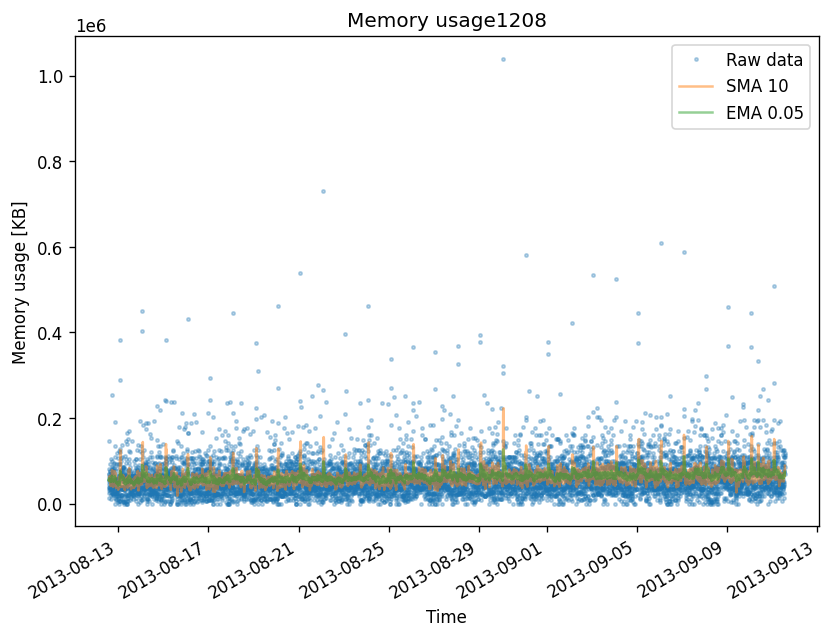 Memory usage1208
1e6
Raw data
SMA 10
EMA 0.05
1.0
0.8
0.6
0.4
0.2
0.0
Memory usage [KB]
2013-08-13
2013-08-17
2013-08-21
2013-08-25
2013-08-29
2013-09-01
2013-09-05
2013-09-09
2013-09-13
Time